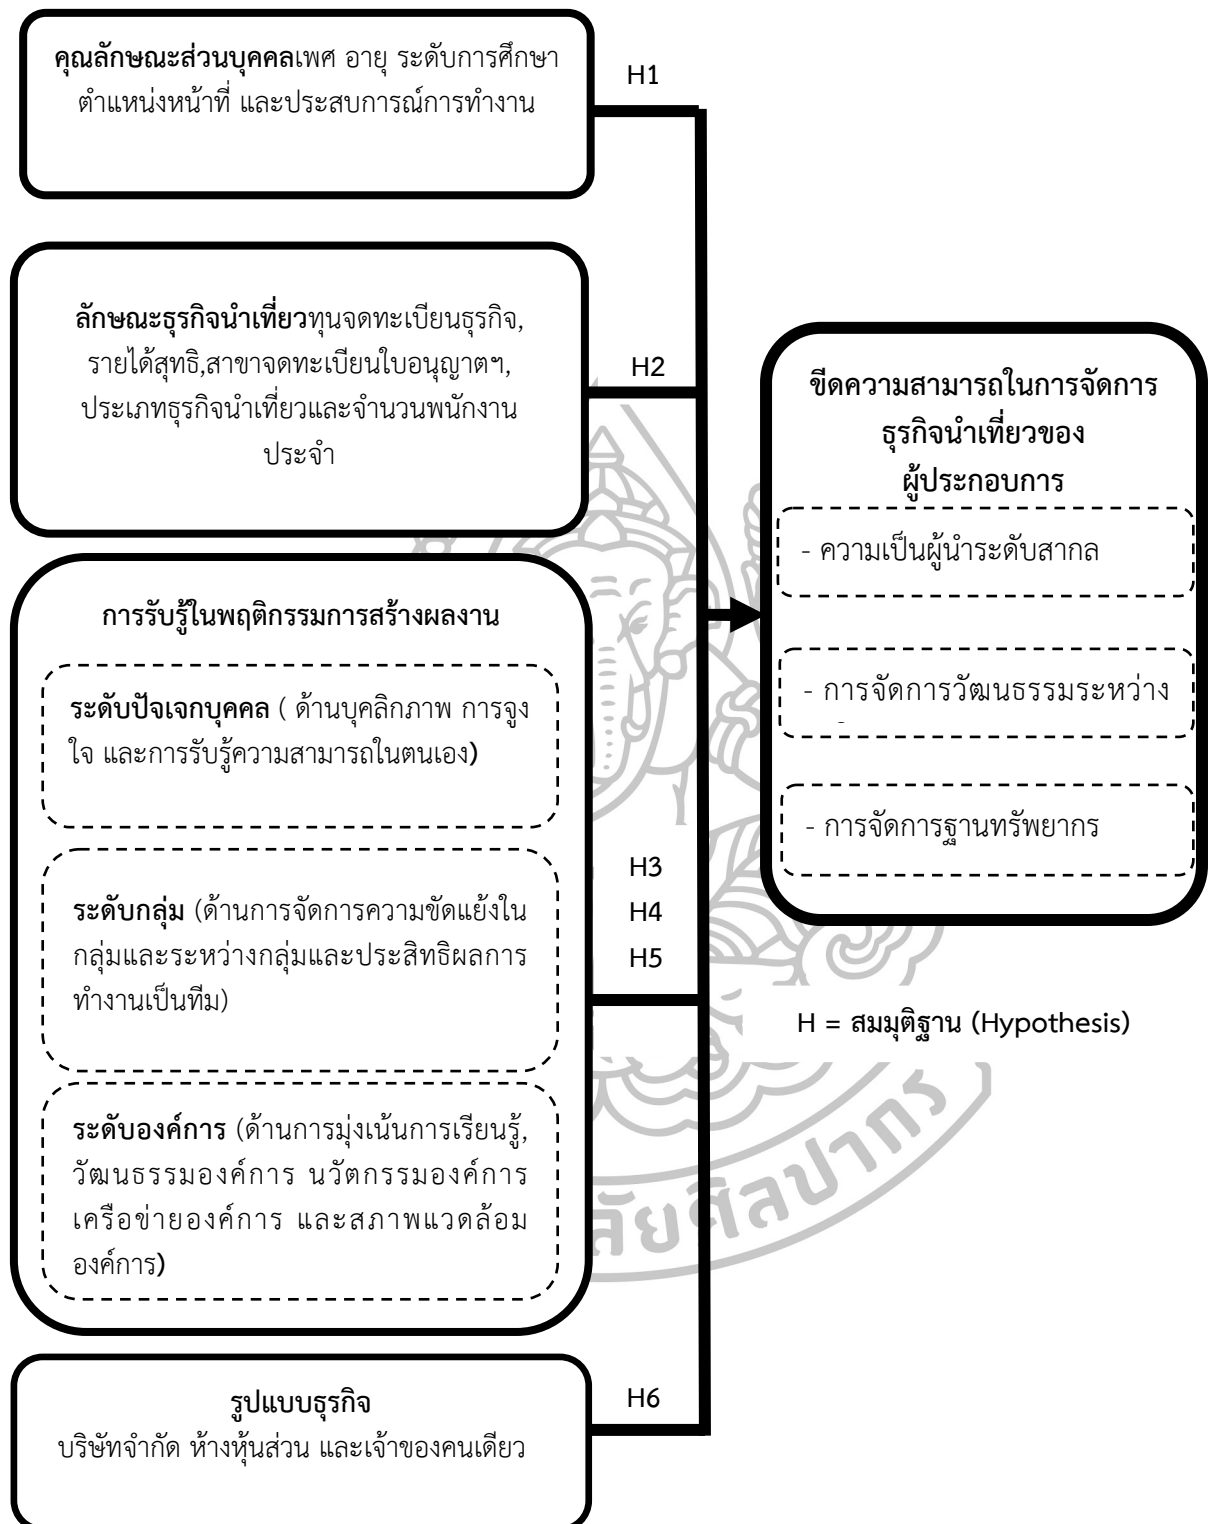 คุณลักษณะส่วนบุคคลเพศ อายุ ระดับการศึกษา
ตำแหน่งหน้าที่ และประสบการณ์การทำงาน
H1
ลักษณะธุรกิจนำเที่ยวทุนจดทะเบียนธุรกิจ,
รายได้สุทธิ,สาขาจดทะเบียนใบอนุญาตฯ,
ประเภทธุรกิจนำเที่ยวและจำนวนพนักงาน
ประจำ
H2
การรับรู้ในพฤติกรรมการสร้างผลงาน
ระดับปัจเจกบุคคล ( ด้านบุคลิกภาพ การจูง
ใจ และการรับรู้ความสามารถในตนเอง)
ระดับกลุ่ม (ด้านการจัดการความขัดแย้งใน
กลุ่มและระหว่างกลุ่มและประสิทธิผลการ
ทำงานเป็นทีม)
ระดับองค์การ (ด้านการมุ่งเน้นการเรียนรู้,
วัฒนธรรมองค์การ นวัตกรรมองค์การ
เครือข่ายองค์การ และสภาพแวดล้อม
องค์การ)
H3
H4
H5
รูปแบบธุรกิจ
บริษัทจำกัด ห้างหุ้นส่วน และเจ้าของคนเดียว
H6
ขีดความสามารถในการจัดการ
ธุรกิจนำเที่ยวของ
ผู้ประกอบการ
- ความเป็นผู้นำระดับสากล
- การจัดการวัฒนธรรมระหว่าง
- การจัดการฐานทรัพยากร
H = สมมุติฐาน (Hypothesis)
ลัยศิลปากร